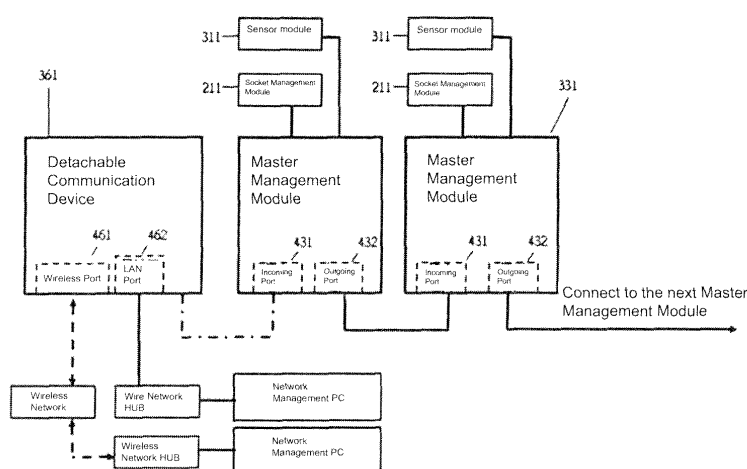 311
Sensor module
311
Sensor module
361
211
Socket Management
Module
211
Socket Management
Module
331
Detachable
Communication
Device
Master
Management
Module
Master
Management
Module
461
462
431
432
431
432
Wireless Port
LAN
Port
Incoming
Port
Outgoing
Port
Incoming
Port
Outgoing
Port
Connect to the next Master
Management Module
Wireless
Network
Wire Network
HUB
Network
Management PC
Wireless
Network HUB
Network
Management PC